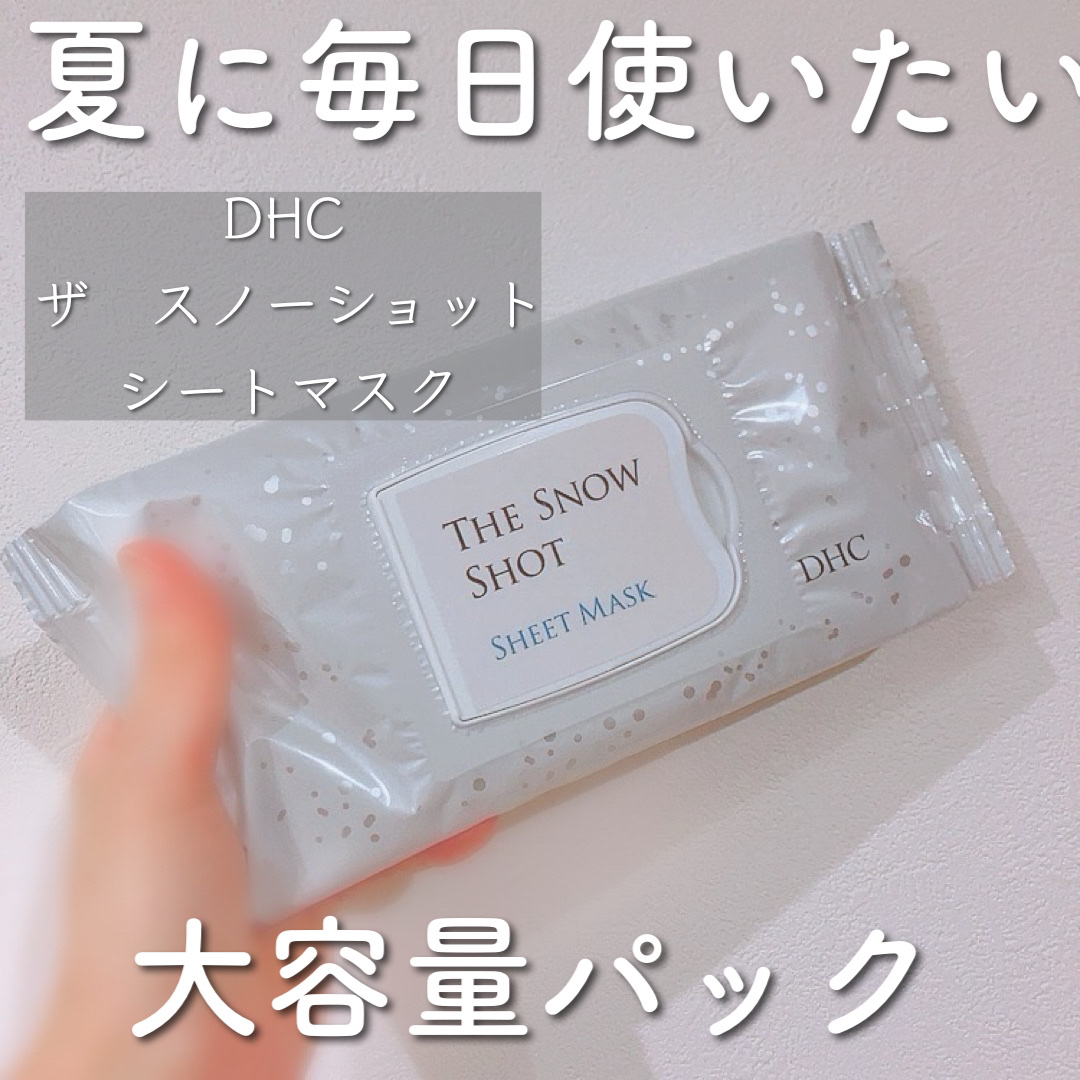 夏に毎日使いたい
DHC
ザ　スノーショット
シートマスク
THE SNOW
SHOT
SHEET MASK
DHC
大容量パック